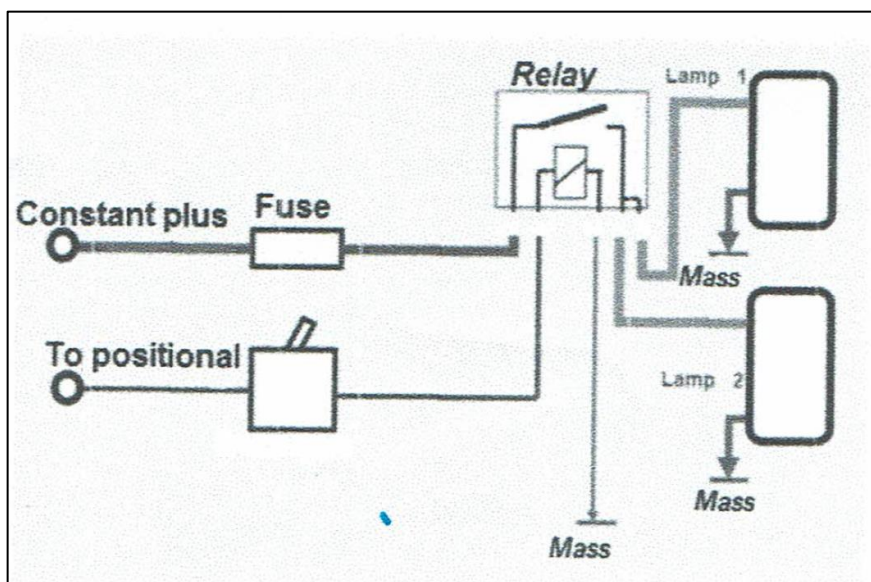 Relay
Lamp 1
Constant plus
Fuse
Mass
To positional
Lamp 2
Mass
Mass